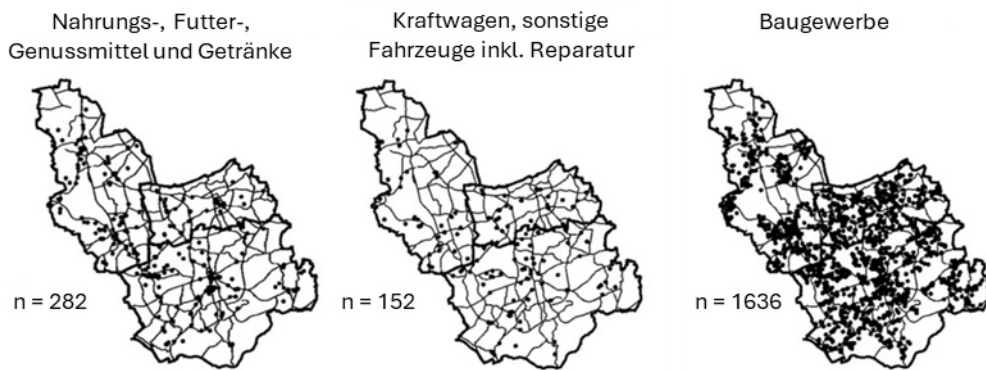 Nahrungs-, Futter-,
Genussmittel und Getränke
Kraftwagen, sonstige
Fahrzeuge inkl. Reparatur
Baugewerbe
n = 282
n = 152
n = 1636